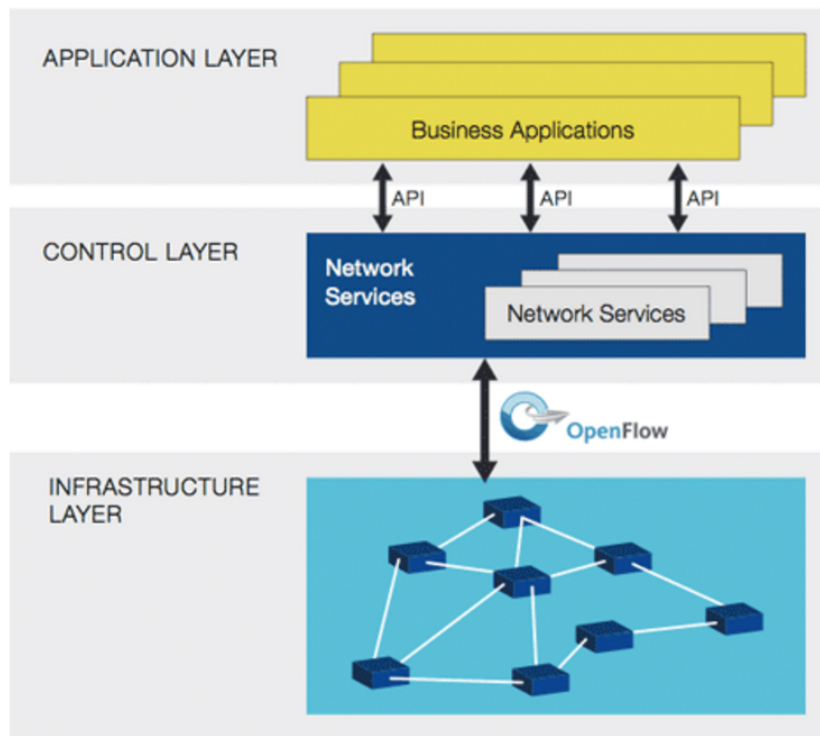 APPLICATION LAYER
Business Applications
API
API
API
CONTROL LAYER
Network
Services
Network Services
OpenFlow
INFRASTRUCTURE
LAYER